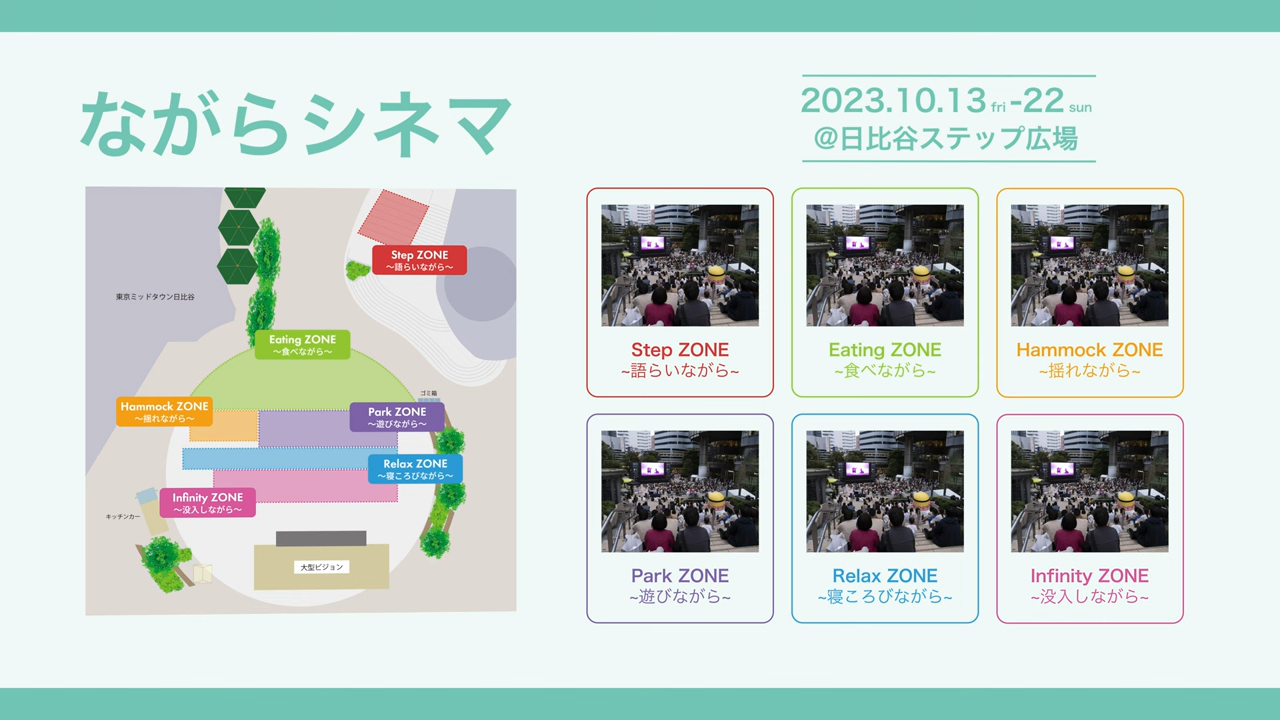 ながらシネマ
2023.10.13 fri -22 sun
@日比谷ステップ広場
Step ZONE
〜語らいながら〜
東京ミッドタウン日比谷
Eating ZONE
〜食べながら〜
ゴミ箱
Hammock ZONE
〜揺れながら〜
Park ZONE
〜遊びながら〜
Relax ZONE
〜寝ころびながら〜
Infinity ZONE
〜没入しながら〜
キッチンカー
大型ビジョン
Step ZONE
~語らいながら~
Eating ZONE
~食べながら~
Hammock ZONE
~揺れながら~
Park ZONE
~遊びながら~
Relax ZONE
~寝ころびながら~
Infinity ZONE
~没入しながら~